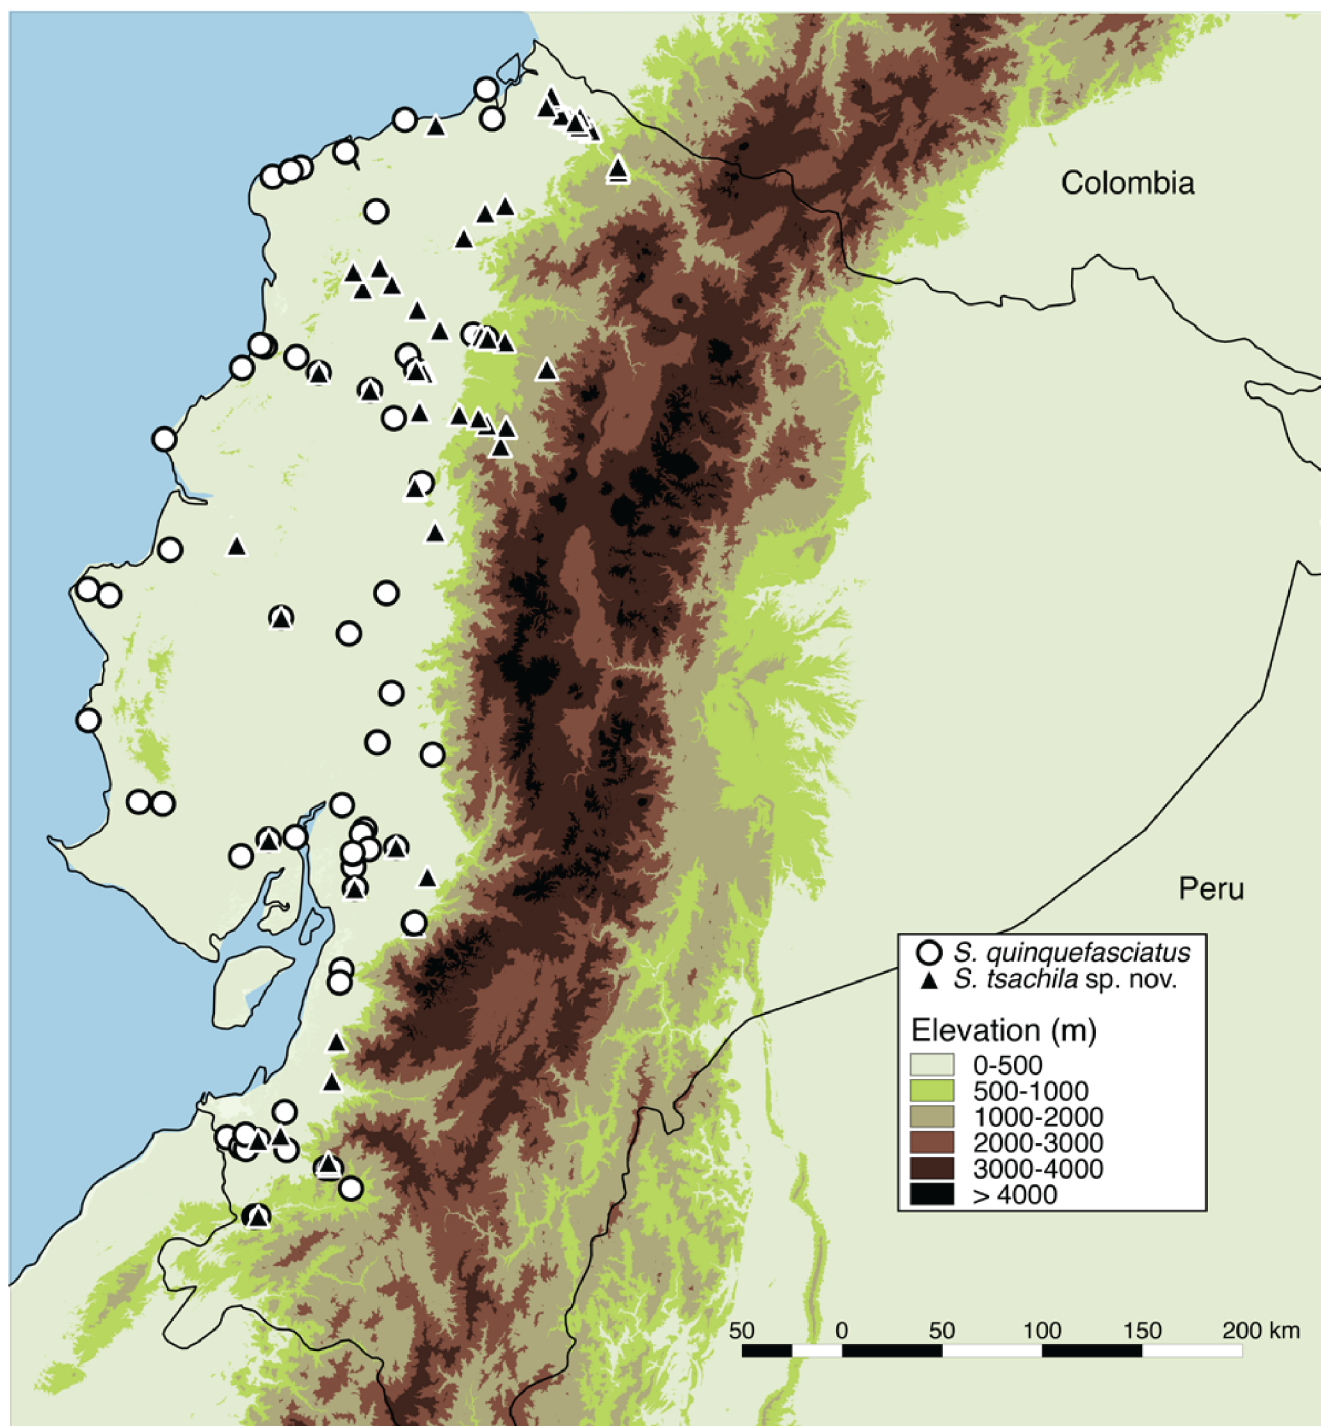 Colombia
Peru
S. quinquefasciatus
S. tsachila sp. nov.
Elevation (m)
0-500
500-1000
1000-2000
2000-3000
3000-4000
> 4000
50 0 50 100 150 200 km